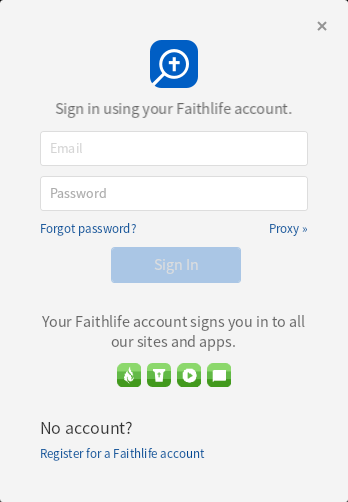 ×
Sign in using your Faithlife account.
Email
Password
Forgot password? Proxy »
Sign In
Your Faithlife account signs you in to all
our sites and apps.
No account?
Register for a Faithlife account